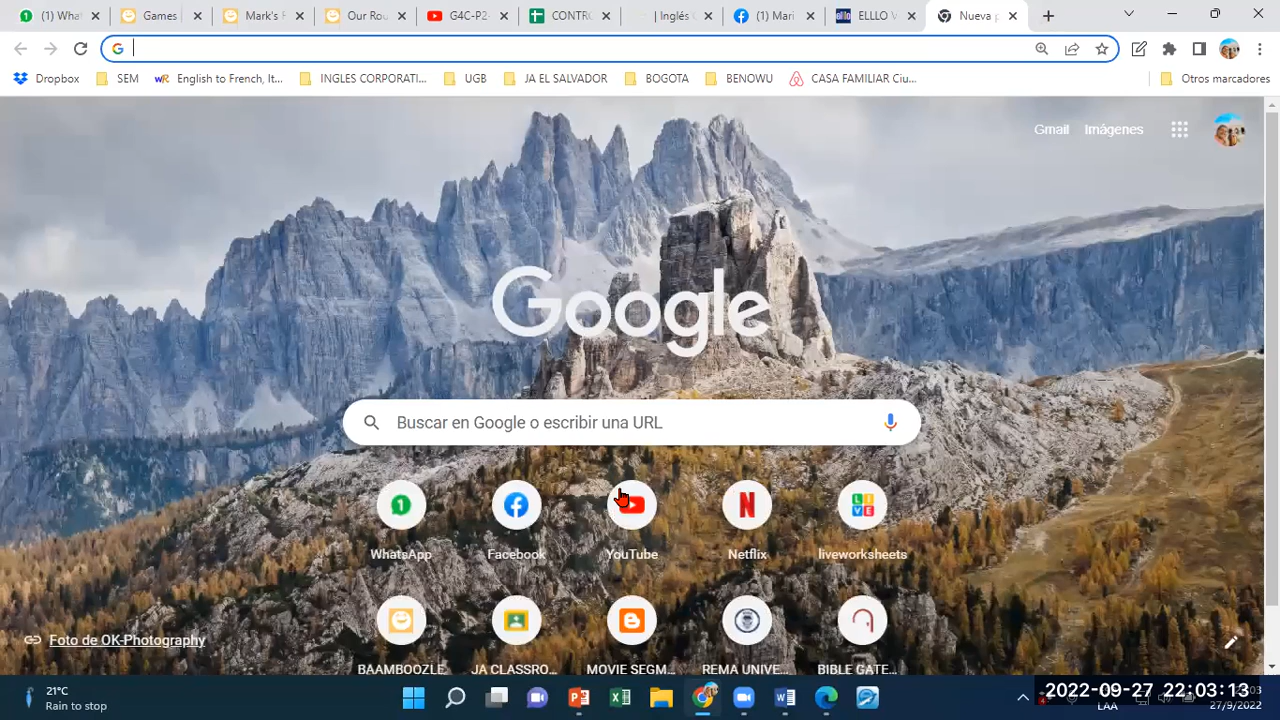 (1) What
Games
Mark's F
Our Rou
G4C-P2-
CONTRO
| Inglés C
(1) Mari
ELLLO V
Nueva p
Dropbox
SEM
English to French, It...
INGLES CORPORATI...
UGB
JA EL SALVADOR
BOGOTA
BENOWU
CASA FAMILIAR Ciu...
Otros marcadores
Gmail
Imágenes
Google
Buscar en Google o escribir una URL
WhatsApp
Facebook
YouTube
Netflix
liveworksheets
BAAMBOOZLE
JA CLASSRO...
MOVIE SEGM...
REMA UNIVE...
BIBLE GATE...
Foto de OK-Photography
21°C
Rain to stop
2022-09-27 22:03:13
LAA
27/9/2022